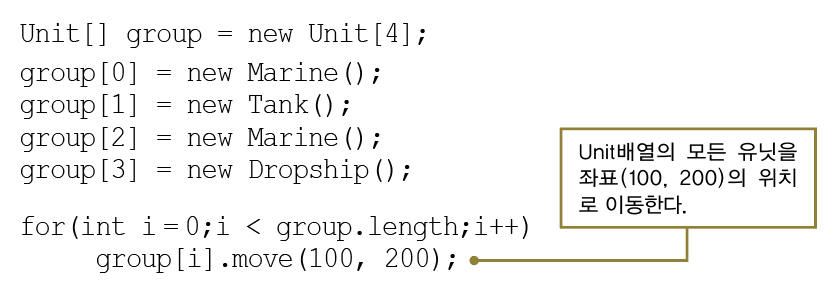 Unit[] group = new Unit[4];
group[0] = new Marine();
group[1] = new Tank();
group[2] = new Marine();
group[3] = new Dropship();
for(int i=0;i < group.length;i++)
group[i].move(100, 200);
Unit배열의 모든 유닛을
좌표(100, 200)의 위치
로 이동한다.